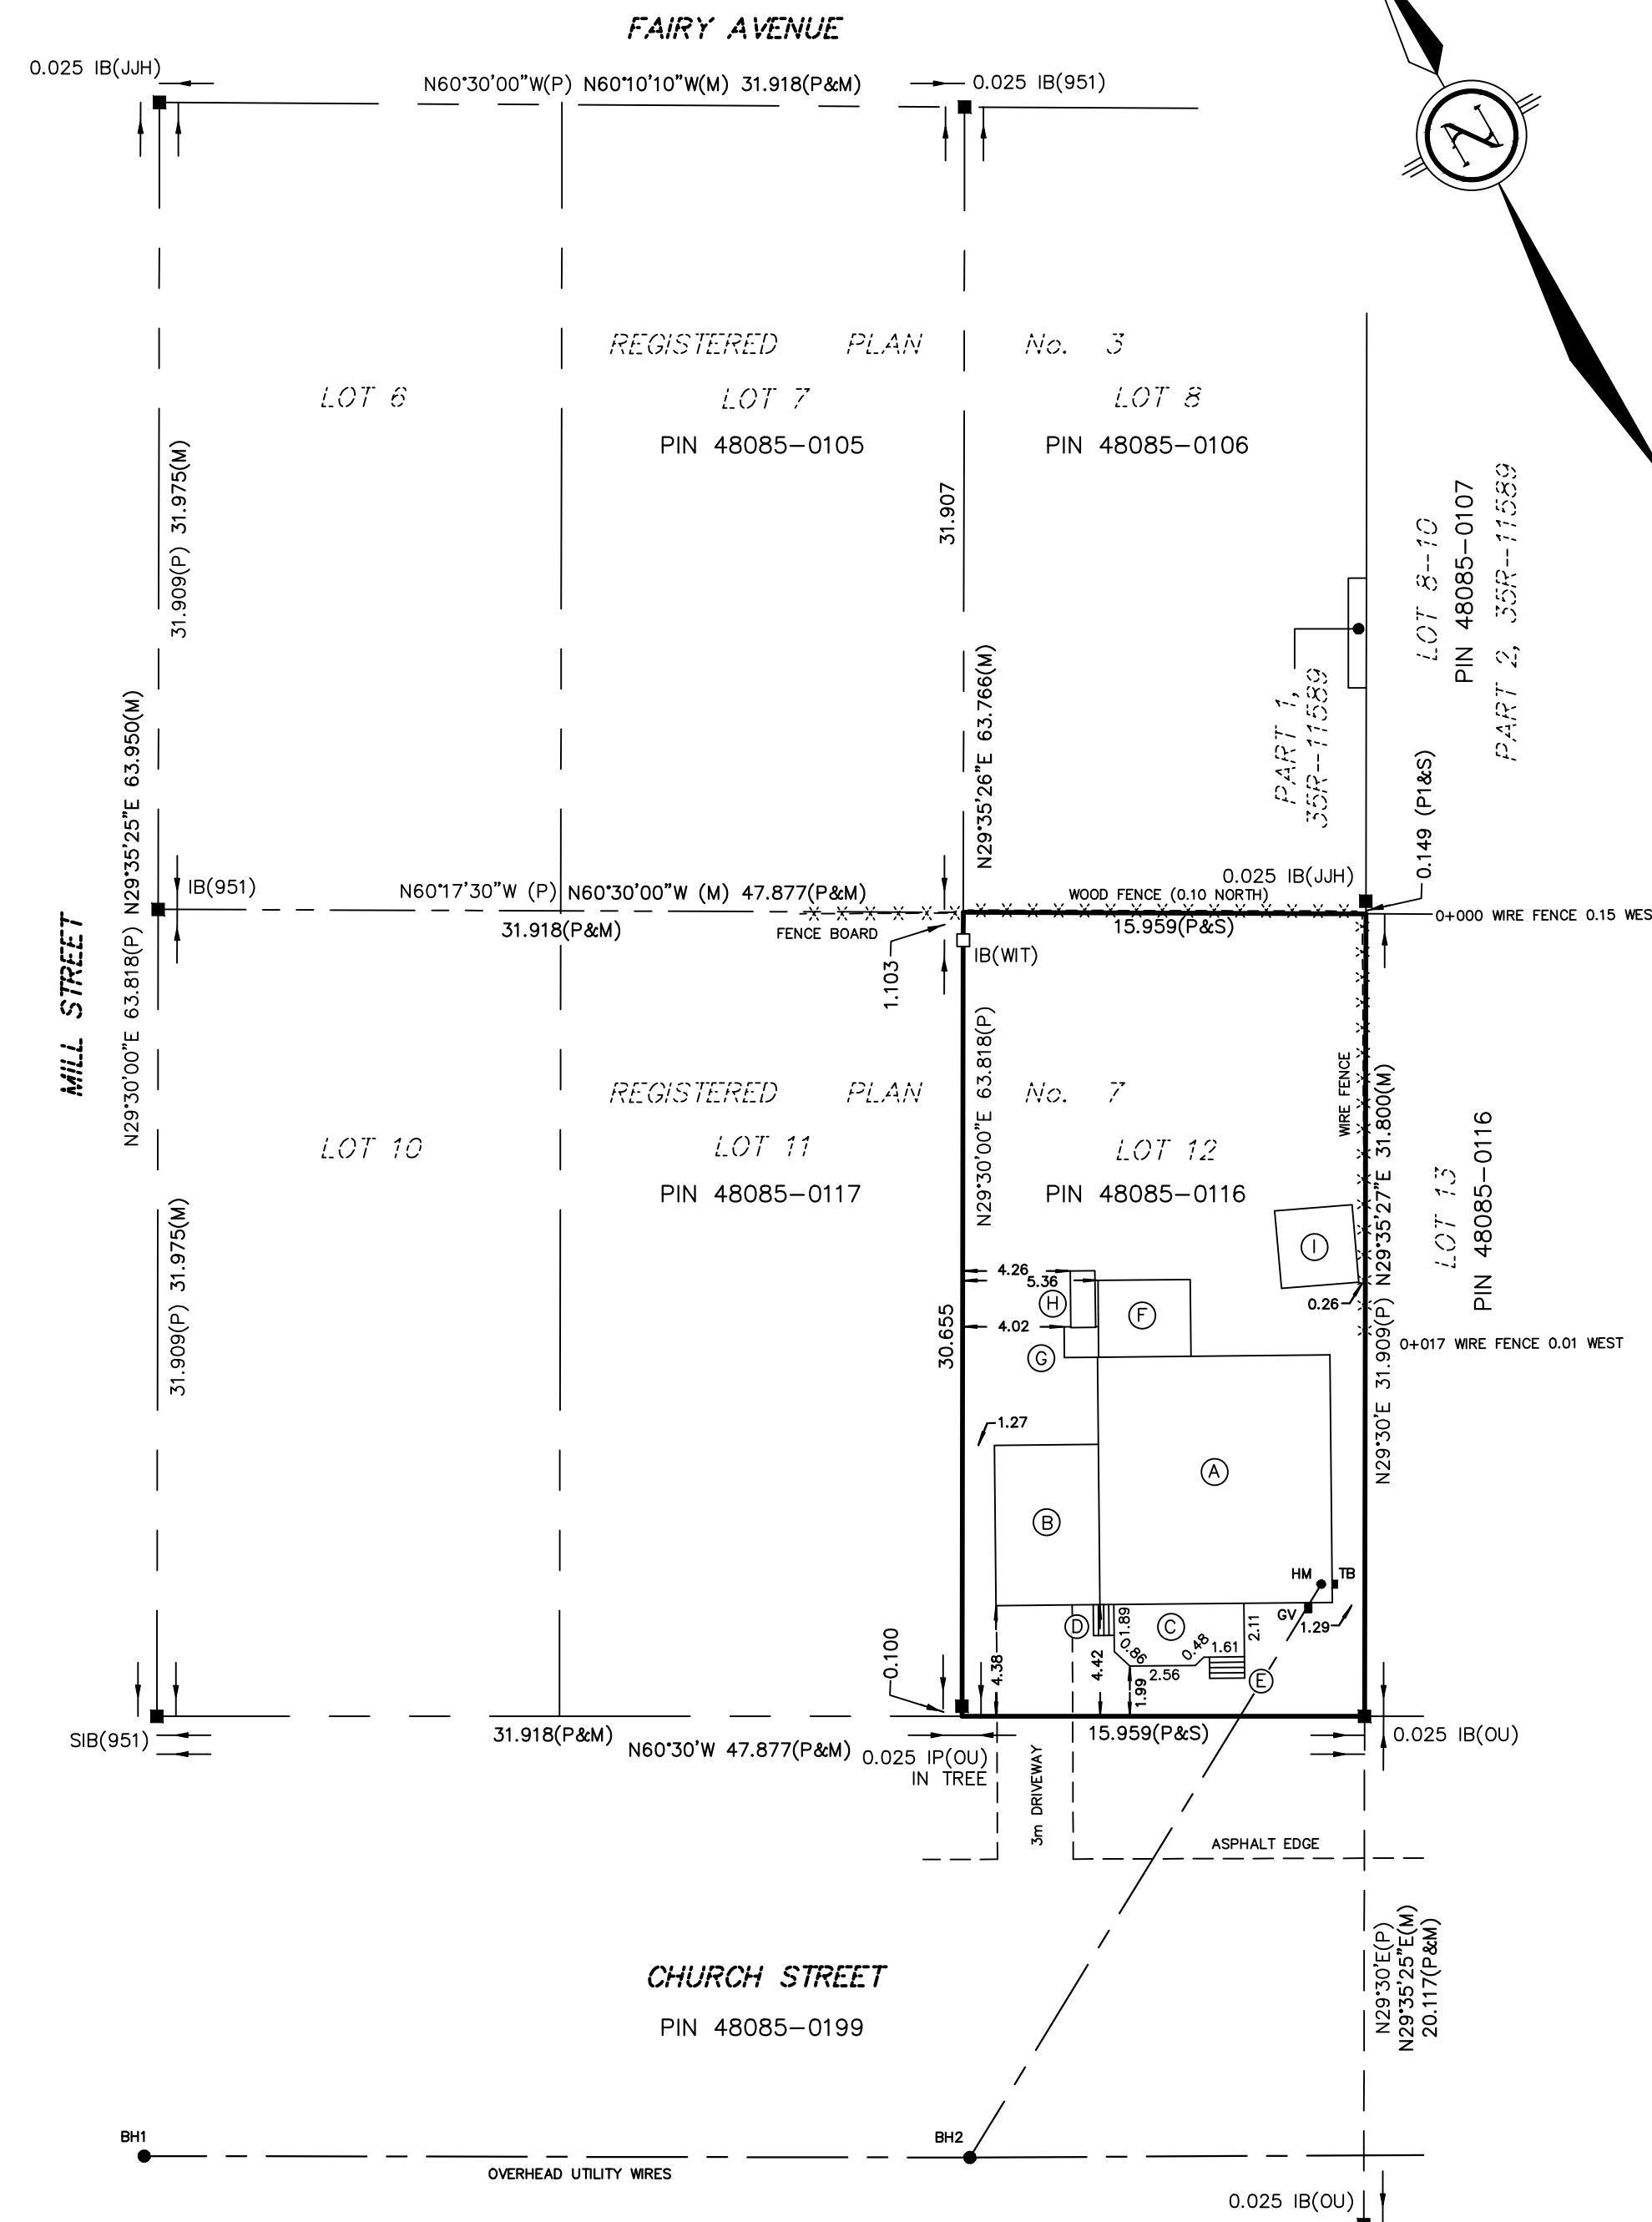 FAIRY AVENUE
0.025 IB(JJH)
N60°30'00"W(P) N60°10'10"W(M) 31.918(P&M)
0.025 IB(951)
N
REGISTERED PLAN No. 3
LOT 6
LOT 7
LOT 8
PIN 48085-0105
PIN 48085-0106
31.909(P) 31.975(M)
31.907
LOT 8-10
PIN 48085-0107
PART 2, 35R-11589
PART 1,
35R-11589
N29°35'26"E 63.766(M)
MILL STREET
N29°30'00"E 63.818(P) N29°35'25"E 63.950(M)
0.149 (P1&S)
0.025 IB(JJH)
IB(951)
N60°17'30"W (P) N60°30'00"W (M) 47.877(P&M)
WOOD FENCE (0.10 NORTH)
0+000 WIRE FENCE 0.15 WES
31.918(P&M)
FENCE BOARD
15.959(P&S)
1.103
IB(WIT)
N29°30'00"E 63.818(P)
WIRE FENCE
REGISTERED PLAN No. 7
LOT 10
LOT 11
LOT 12
PIN 48085-0117
PIN 48085-0116
LOT 13
PIN 48085-0116
N29°30'E 31.909(P) N29°35'27"E 31.800(M)
31.909(P) 31.975(M)
30.655
I
4.26
5.36
H
F
0.26
4.02
G
0+017 WIRE FENCE 0.01 WEST
1.27
A
B
HM
TB
GV
1.29
D
1.89
C
2.11
0.86
0.48
1.61
2.56
4.38
4.42
1.99
E
0.100
SIB(951)
31.918(P&M)
N60°30'W 47.877(P&M)
0.025 IP(OU)
IN TREE
15.959(P&S)
0.025 IB(OU)
3m DRIVEWAY
ASPHALT EDGE
CHURCH STREET
PIN 48085-0199
N29°30'E(P)
N29°35'25"E(M)
20.117(P&M)
BH1
BH2
OVERHEAD UTILITY WIRES
0.025 IB(OU)